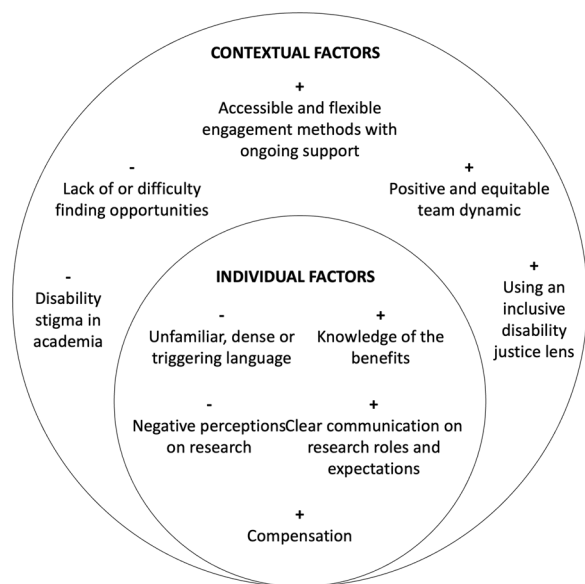 CONTEXTUAL FACTORS
+
Accessible and flexible
engagement methods with
ongoing support
-
Lack of or difficulty
finding opportunities
+
Positive and equitable
team dynamic
-
Disability
stigma in
academia
+
Using an
inclusive
disability
justice lens
INDIVIDUAL FACTORS
-
Unfamiliar, dense or
triggering language
+
Knowledge of the
benefits
-
Negative perceptions
on research
+
Clear communication on
research roles and
expectations
+
Compensation